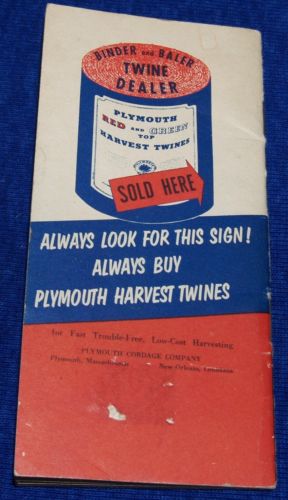 BINDER AND BALER
TWINE
DEALER
PLYMOUTH
RED AND GREEN
TOP
HARVEST TWINES
PLYMOUTH
SOLD HERE
ALWAYS LOOK FOR THIS SIGN!
ALWAYS BUY
PLYMOUTH HARVEST TWINES
for Fast Trouble-Free, Low-Cost Harvesting
PLYMOUTH CORDAGE COMPANY
Plymouth, Massachusetts New Orleans, Louisiana